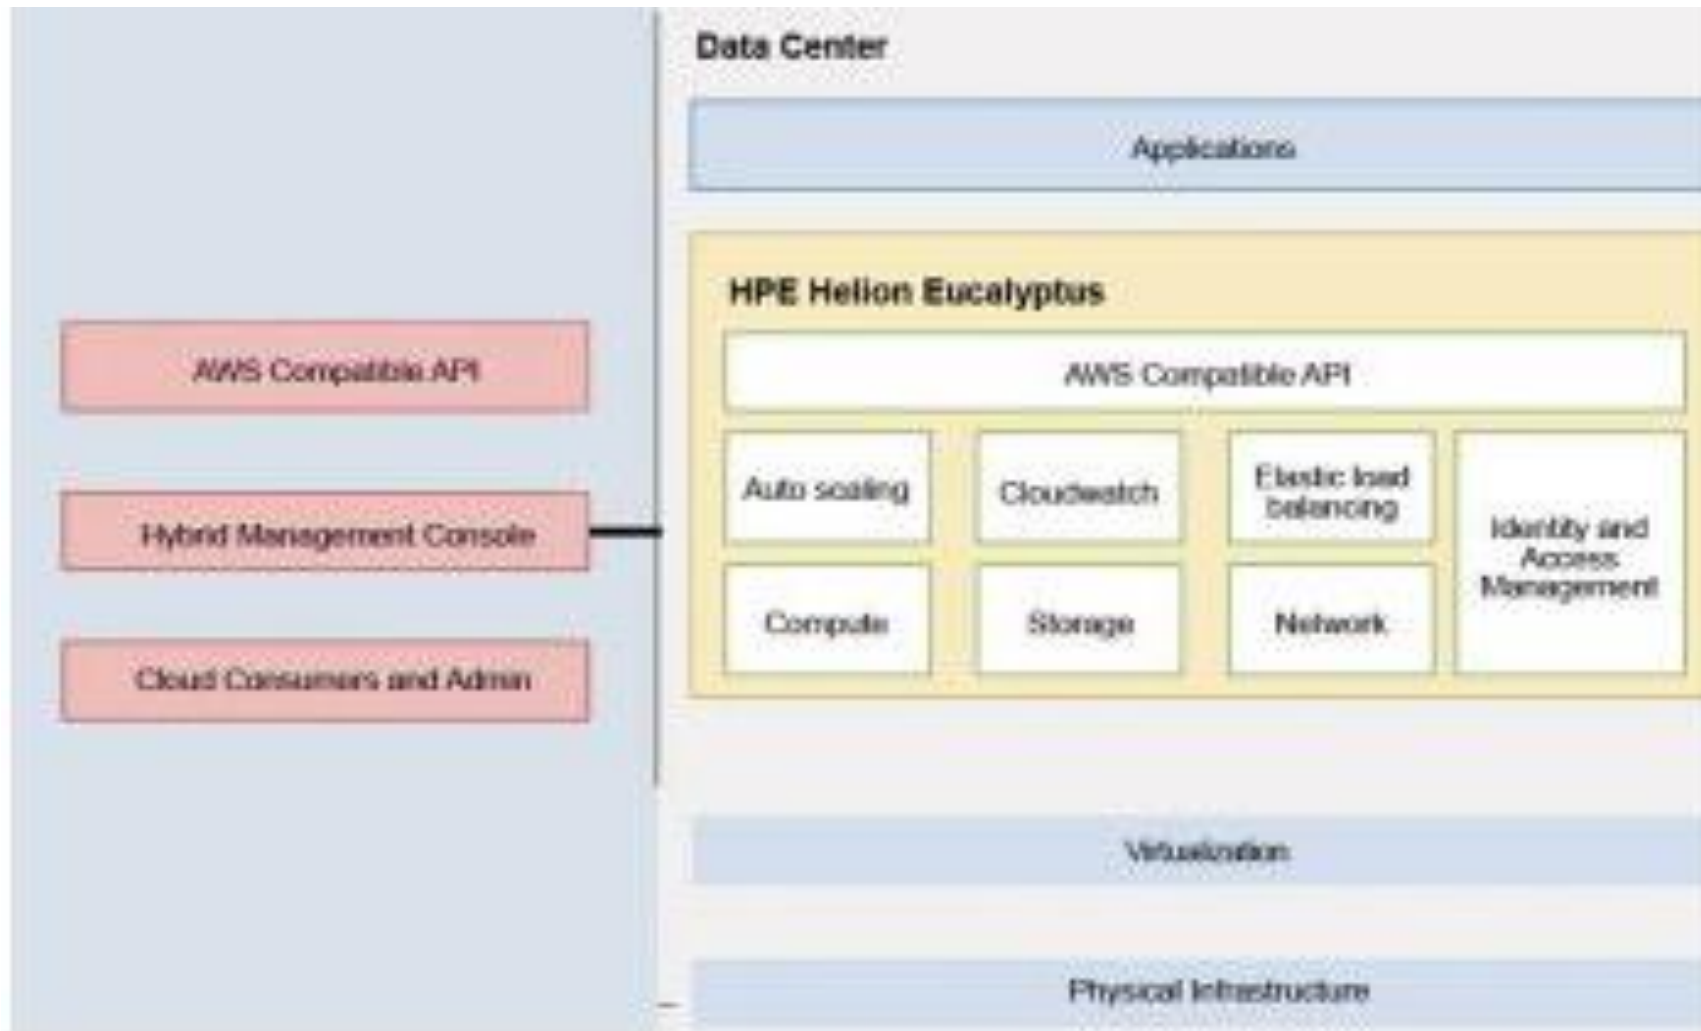 Data Center
Applications
HPE Helion Eucalyptus
AWS Compatible API
AWS Compatible API
Auto scaling
Cloudwatch
Elastic load
balancing
Identity and
Access
Management
Hybrid Management Console
Compute
Storage
Network
Cloud Consumers and Admin
Virtualization
Physical Infrastructure